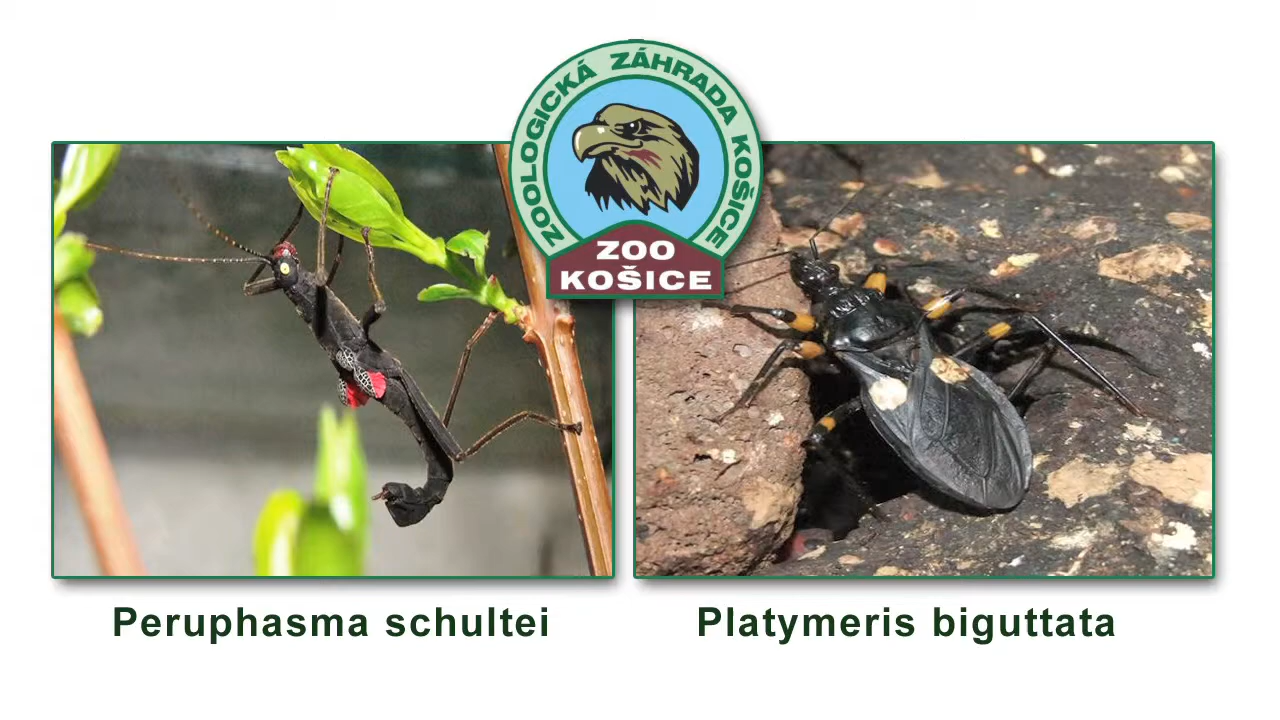 ZOOLOGICKÁ ZÁHRADA KOŠICE
ZOO
KOŠICE
Peruphasma schultei
Platymeris biguttata